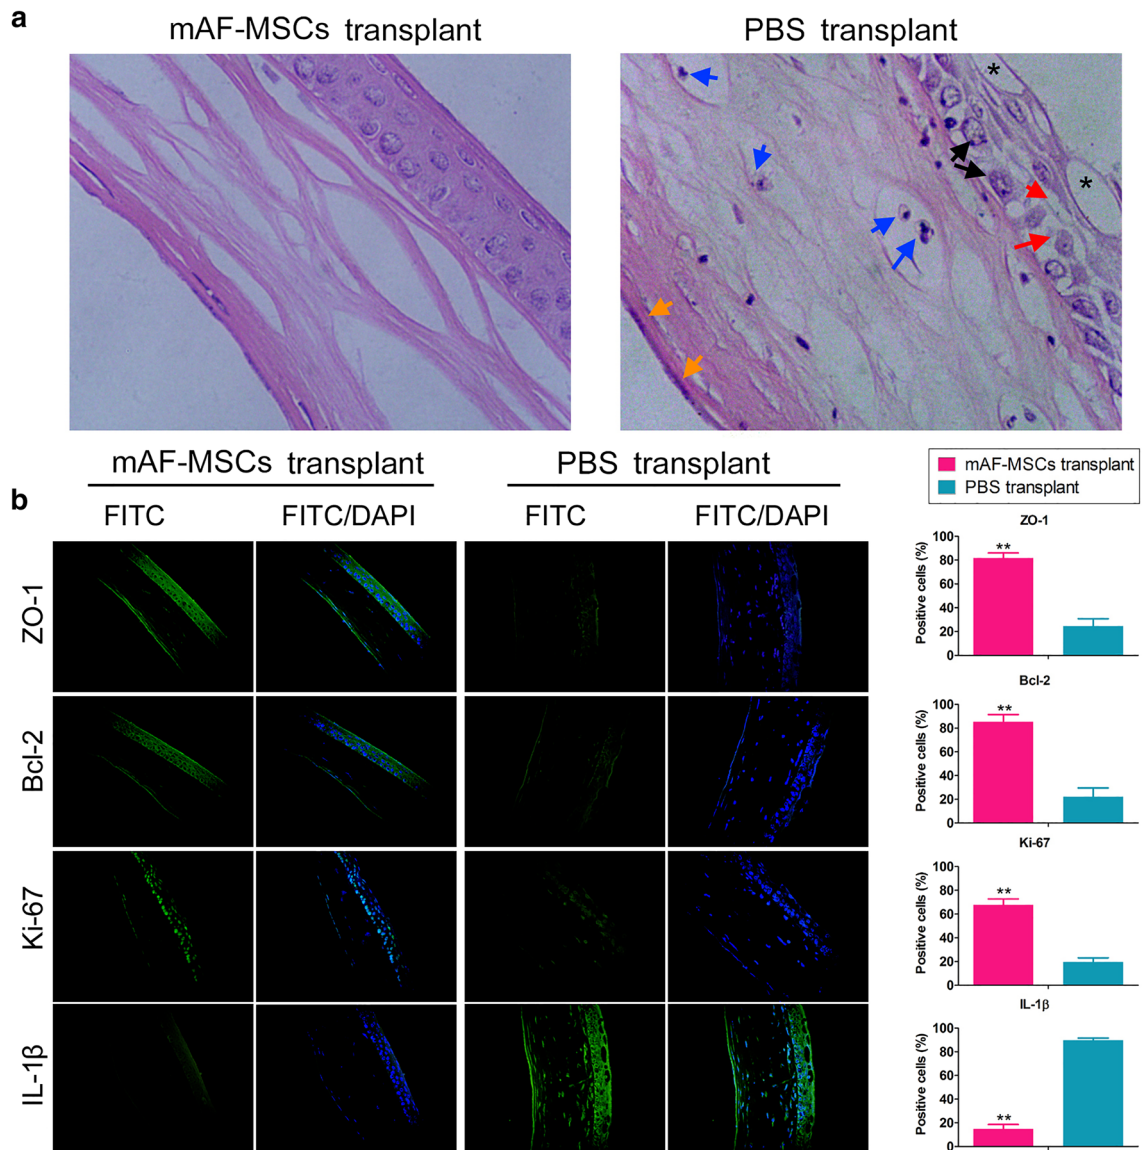 a
mAF-MSCs transplant
PBS transplant
*
*
b
mAF-MSCs transplant
PBS transplant
FITC
FITC/DAPI
FITC
FITC/DAPI
ZO-1
Bcl-2
Ki-67
IL-1β
mAF-MSCs transplant
PBS transplant
ZO-1
Positive cells (%)
100
80
60
40
20
0
**
Bcl-2
Positive cells (%)
100
80
60
40
20
0
**
Ki-67
Positive cells (%)
100
80
60
40
20
0
**
IL-1β
Positive cells (%)
100
80
60
40
20
0
**